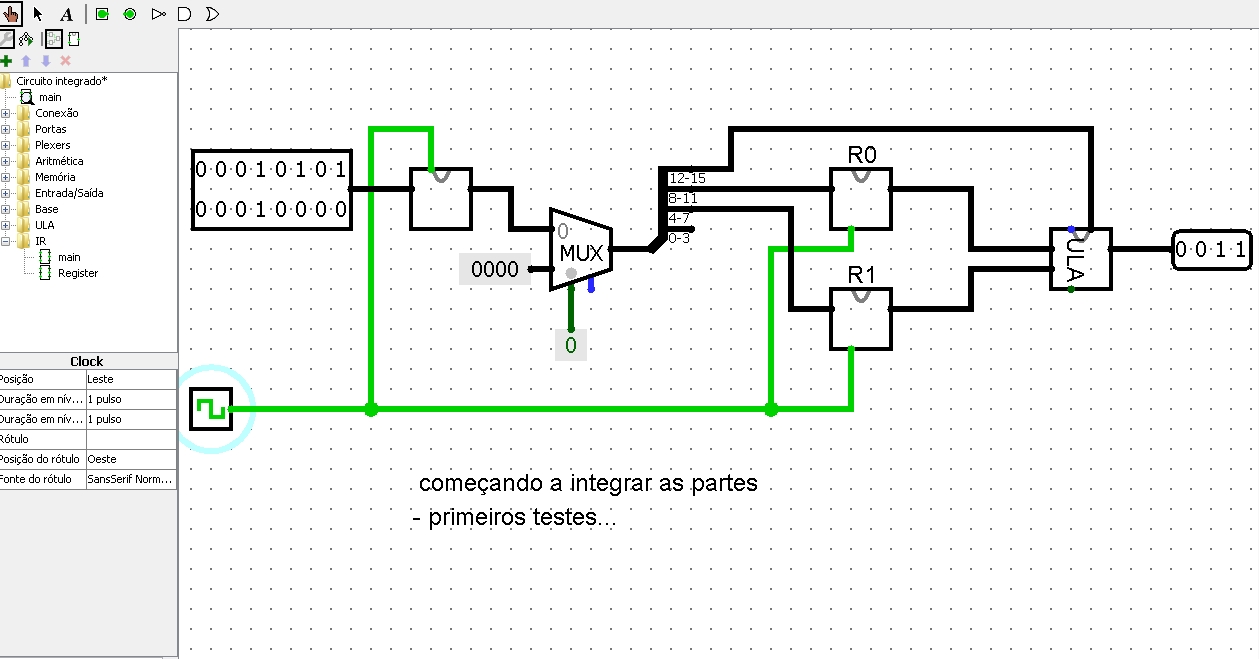 A
Circuito integrado*
main
Conexão
Portas
Plexers
Aritmética
Memória
Entrada/Saída
Base
ULA
IR
main
Register
Clock
Posição Leste
Duração em nív... 1 pulso
Duração em nív... 1 pulso
Rótulo
Posição do rótulo Oeste
Fonte do rótulo SansSerif Norm...
0 0 0 1 0 1 0 1
0 0 0 1 0 0 0 0
0
MUX
0000
0
12-15
8-11
4-7
0-3
R0
R1
ULA
0 0 1 1
começando a integrar as partes
- primeiros testes...